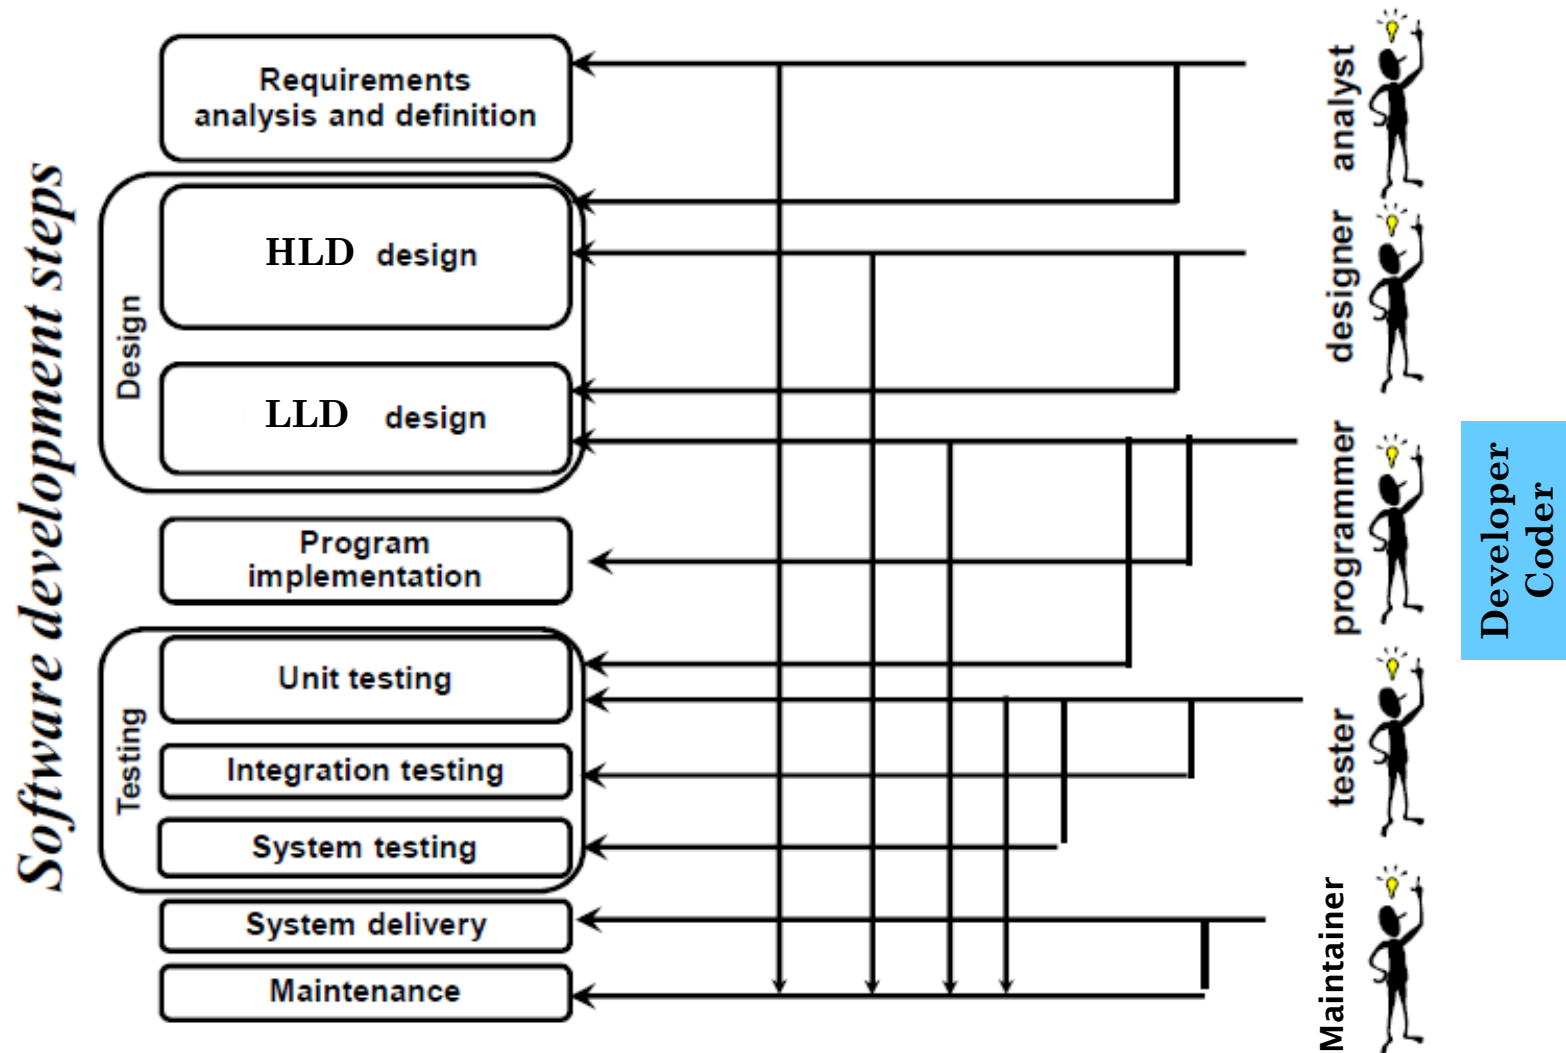 Software development steps
Requirements
analysis and definition
Design
HLD design
LLD design
Program
implementation
Testing
Unit testing
Integration testing
System testing
System delivery
Maintenance
analyst
designer
programmer
tester
Maintainer
Developer
Coder